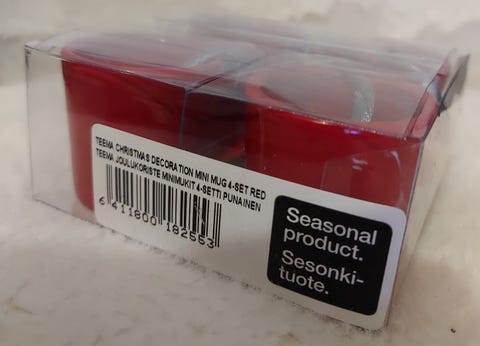 TEEMA CHRISTMAS DECORATION MINI MUG 4-SET RED
TEEMA JOULUKORISTE MINIMUKIT 4-SETTI PUNAINEN
6 411800 182553
Seasonal
product.
Sesonki-
tuote.